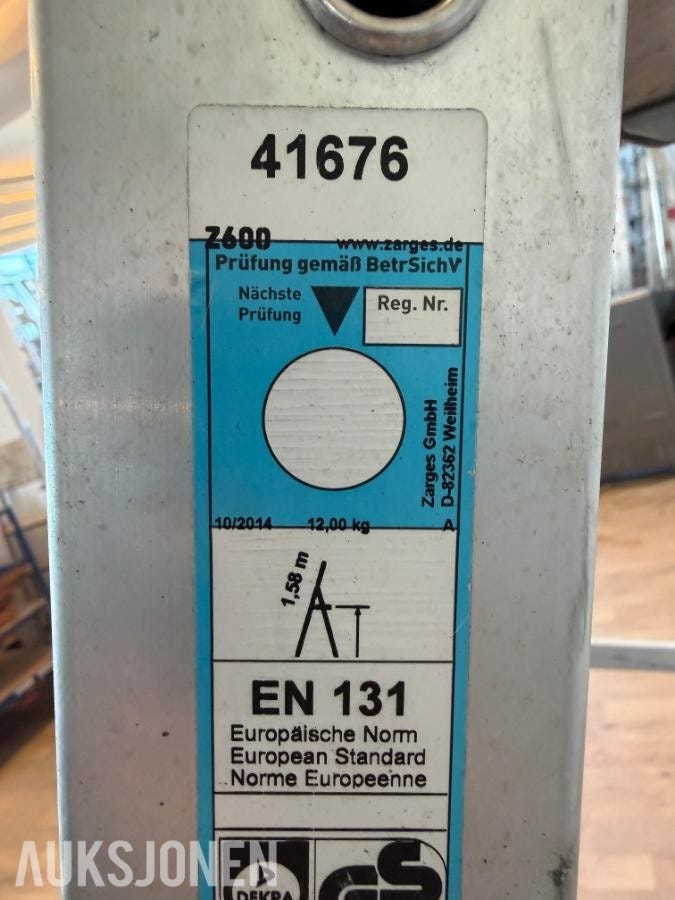 41676
Z600 www.zarges.de
Prüfung gemäß BetrSichV
Nächste
Prüfung
Reg. Nr.
Zarges GmbH
D-82362 Weilheim
10/2014 12,00 kg A
1,58 m
EN 131
Europäische Norm
European Standard
Norme Europeenne
DEKRA
GS
AUKSJONEN